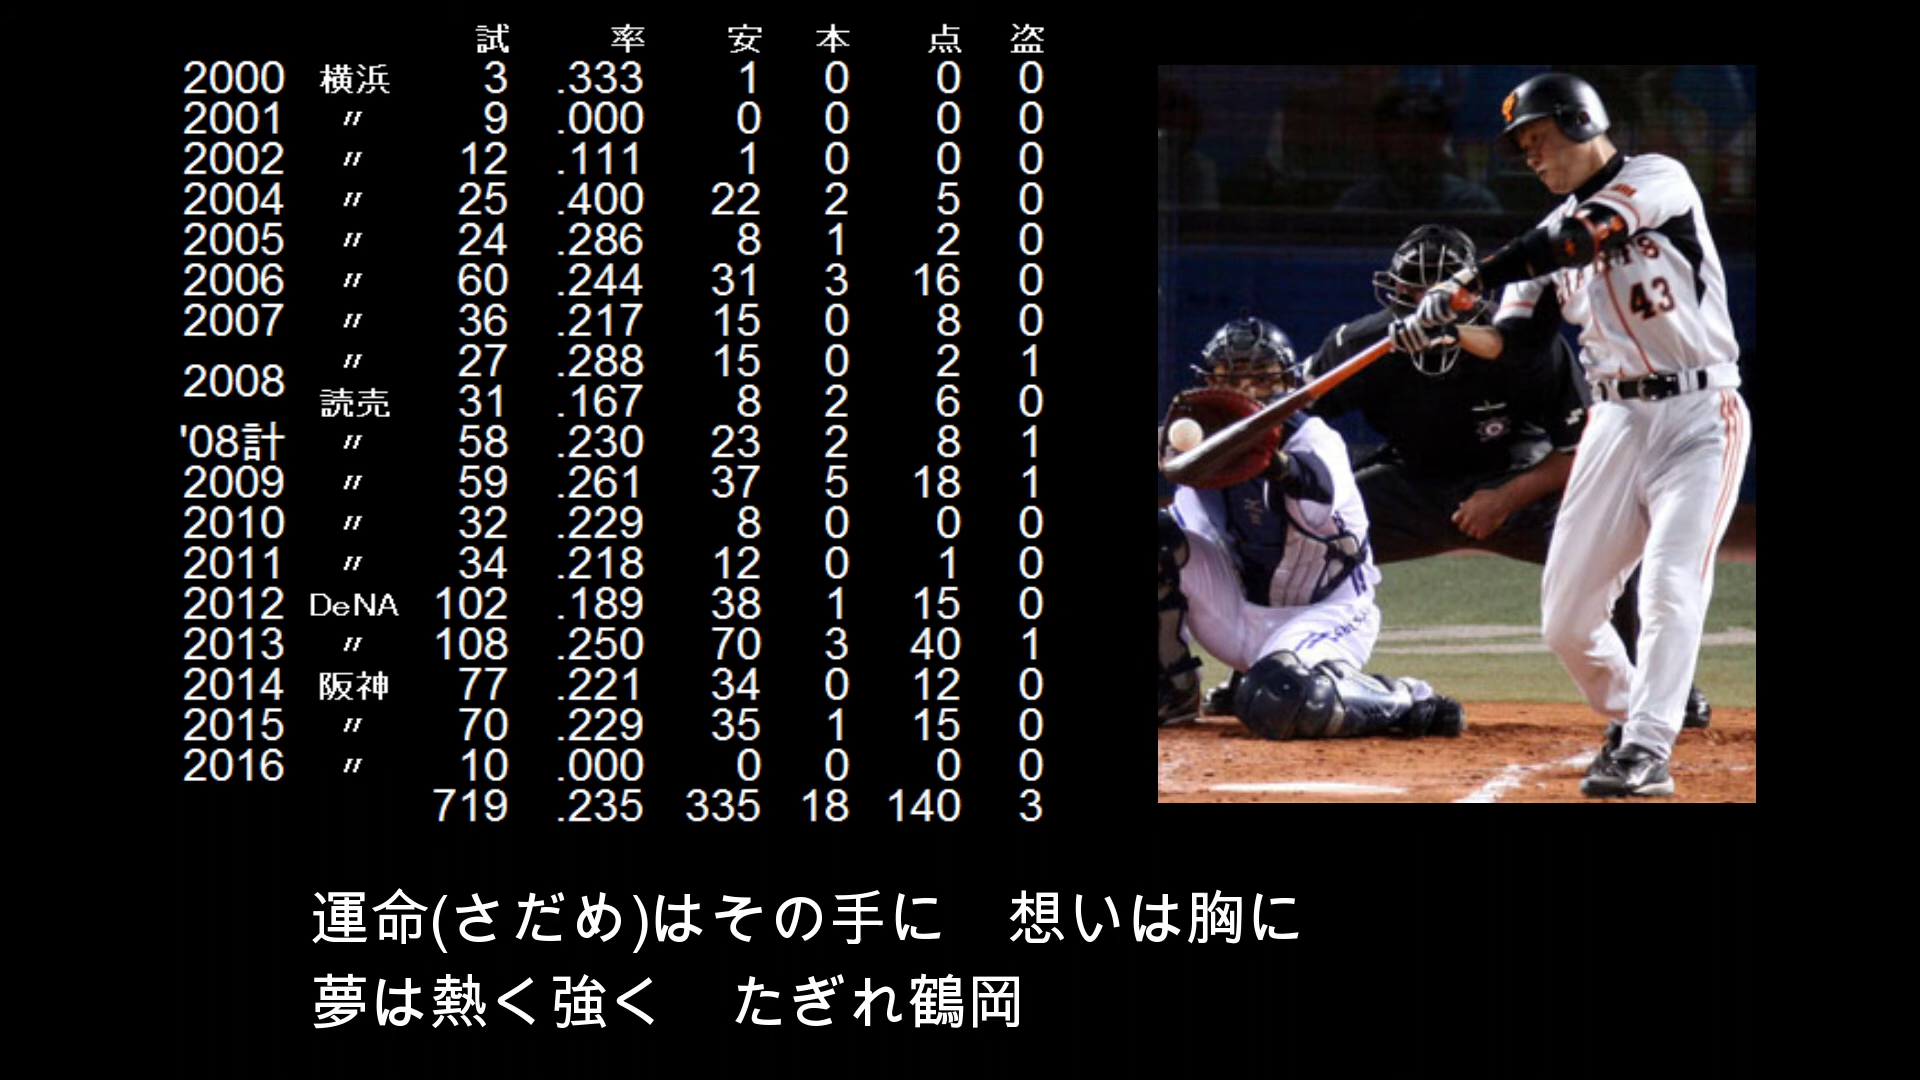 試 率 安 本 点 盗
2000 横浜 3 .333 1 0 0 0
2001 〃 9 .000 0 0 0 0
2002 〃 12 .111 1 0 0 0
2004 〃 25 .400 22 2 5 0
2005 〃 24 .286 8 1 2 0
2006 〃 60 .244 31 3 16 0
2007 〃 36 .217 15 0 8 0
2008 〃 27 .288 15 0 2 1
読売 31 .167 8 2 6 0
'08計 〃 58 .230 23 2 8 1
2009 〃 59 .261 37 5 18 1
2010 〃 32 .229 8 0 0 0
2011 〃 34 .218 12 0 1 0
2012 DeNA 102 .189 38 1 15 0
2013 〃 108 .250 70 3 40 1
2014 阪神 77 .221 34 0 12 0
2015 〃 70 .229 35 1 15 0
2016 〃 10 .000 0 0 0 0
719 .235 335 18 140 3
43
運命(さだめ)はその手に　想いは胸に
夢は熱く強く　たぎれ鶴岡